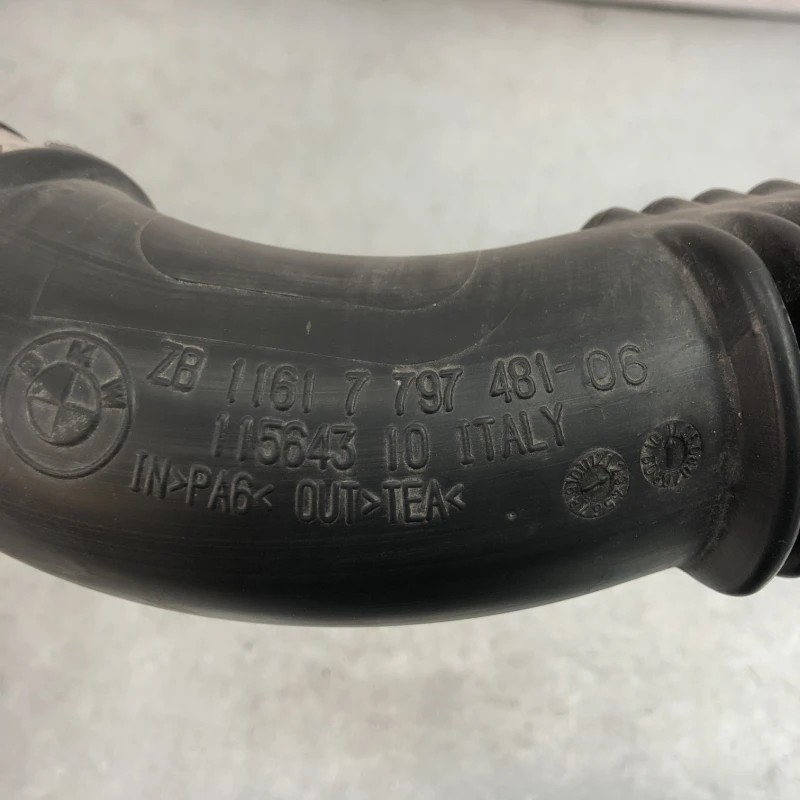 BMW
ZB 1161 7 797 481-06
115643 10 ITALY
IN>PA6< OUT>TEA<